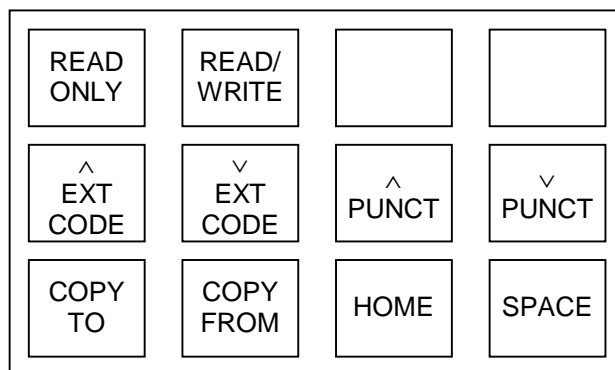 READ ONLY
READ/ WRITE
^ EXT CODE
v EXT CODE
^ PUNCT
v PUNCT
COPY TO
COPY FROM
HOME
SPACE